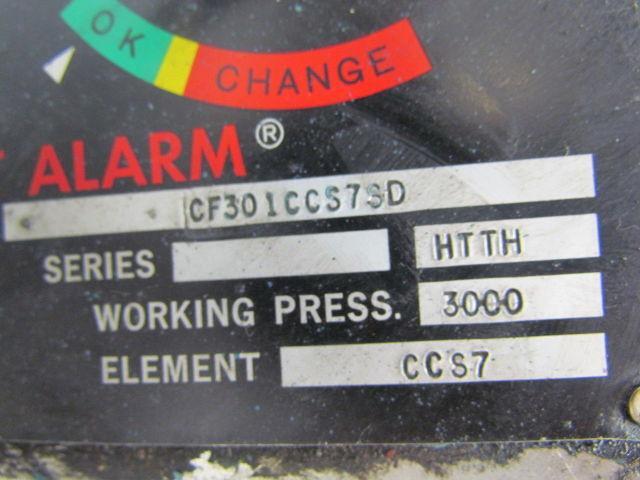 OK CHANGE
ALARM®
CF301CCS7SD
SERIES HTTH
WORKING PRESS. 3000
ELEMENT CCS7